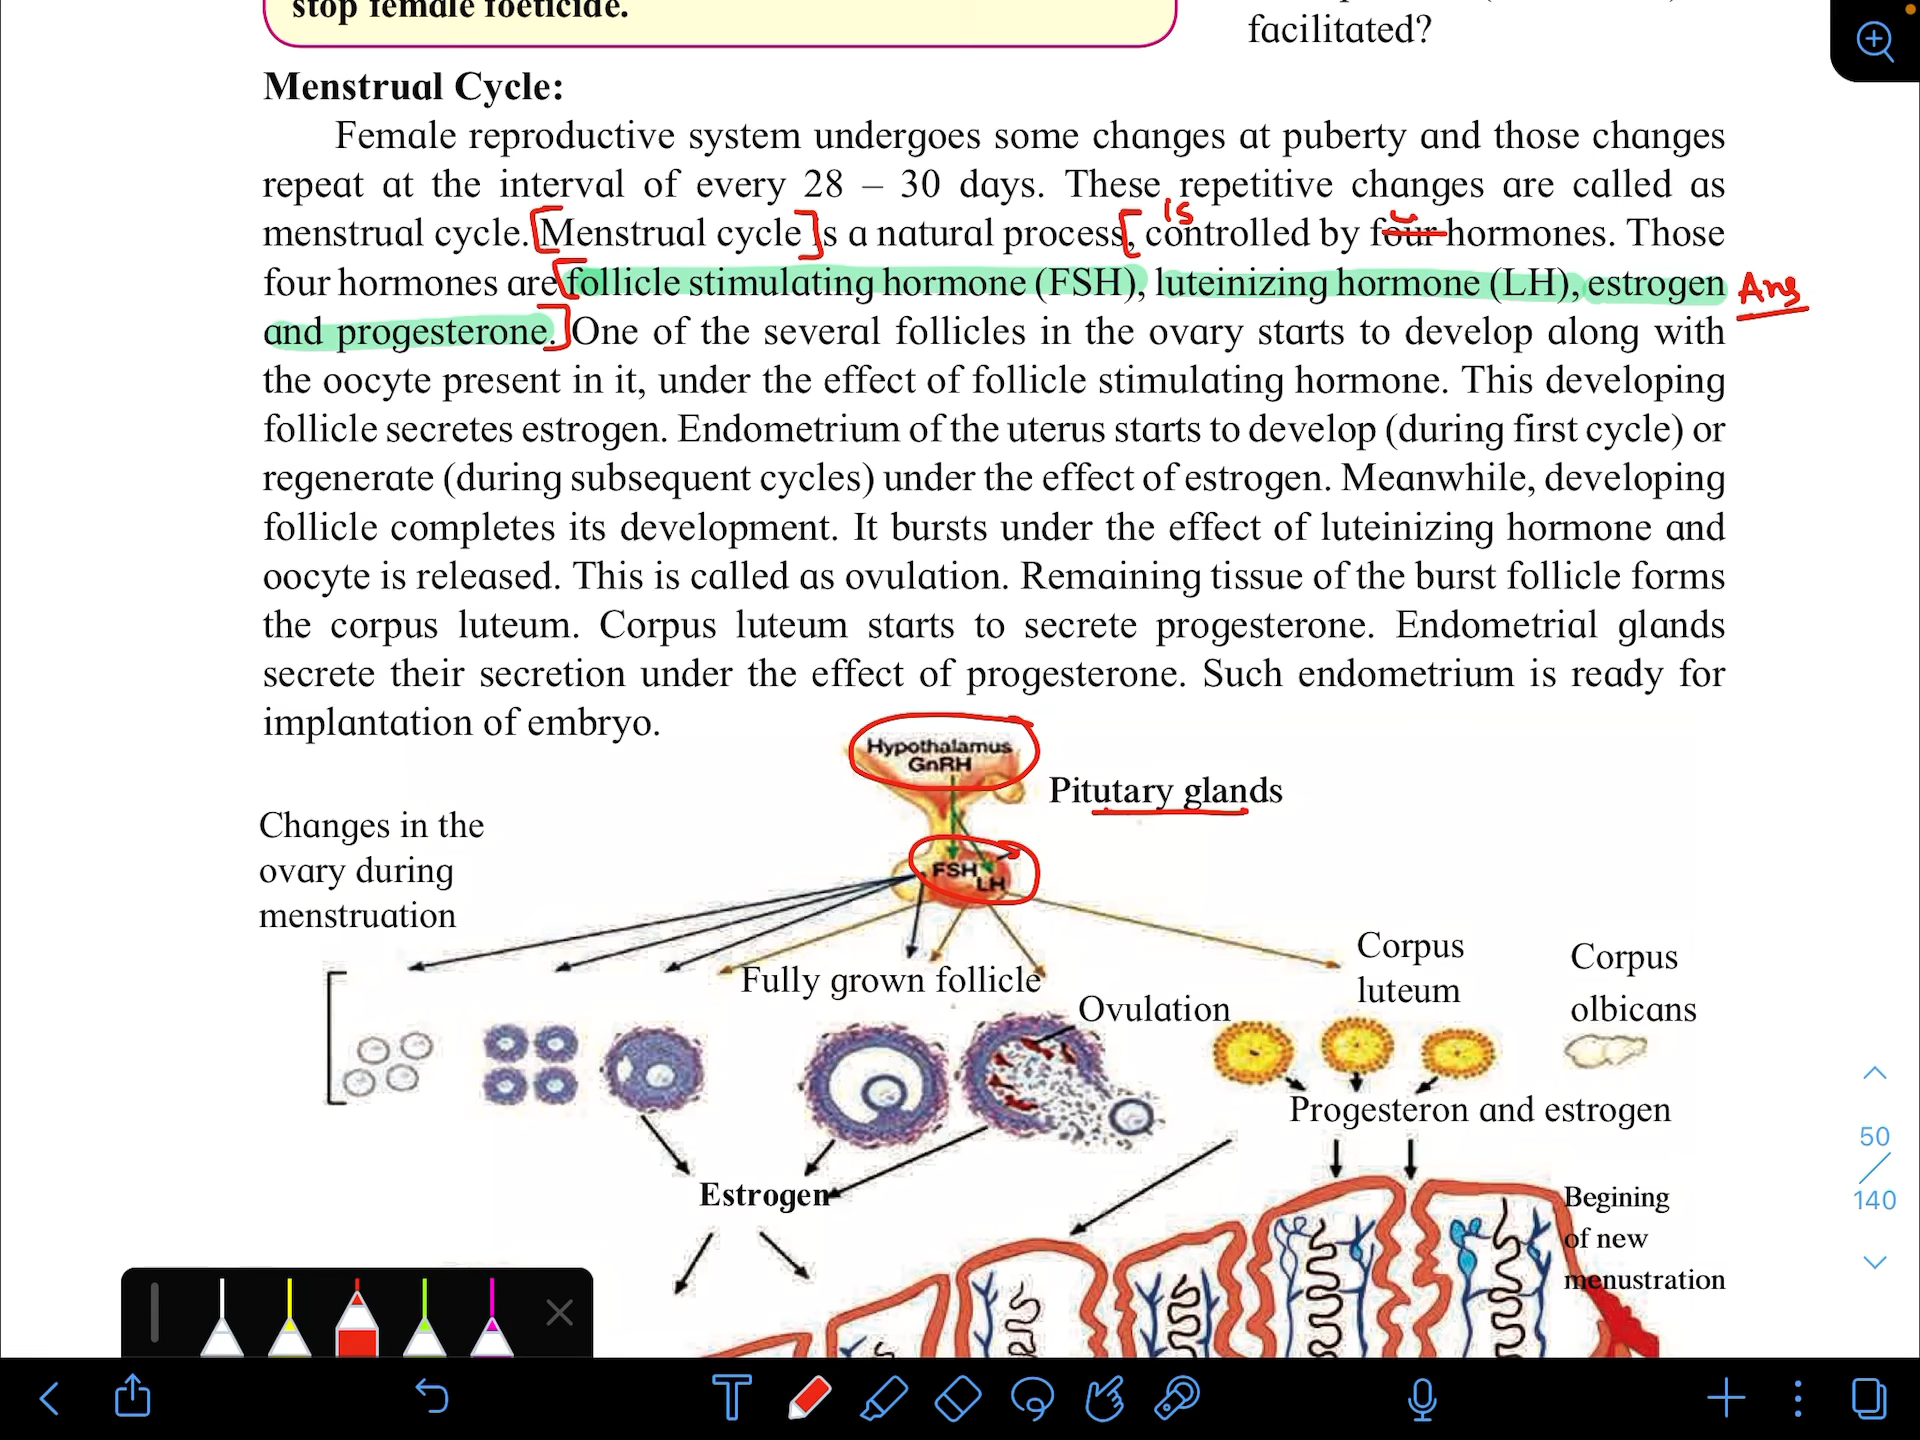 stop female foeticide.
facilitated?
Menstrual Cycle:
Female reproductive system undergoes some changes at puberty and those changes
repeat at the interval of every 28 – 30 days. These repetitive changes are called as
is
menstrual cycle. [Menstrual cycle] is a natural process, [controlled by four hormones. Those
four hormones are [follicle stimulating hormone (FSH), luteinizing hormone (LH), estrogen Ans
and progesterone.] One of the several follicles in the ovary starts to develop along with
the oocyte present in it, under the effect of follicle stimulating hormone. This developing
follicle secretes estrogen. Endometrium of the uterus starts to develop (during first cycle) or
regenerate (during subsequent cycles) under the effect of estrogen. Meanwhile, developing
follicle completes its development. It bursts under the effect of luteinizing hormone and
oocyte is released. This is called as ovulation. Remaining tissue of the burst follicle forms
the corpus luteum. Corpus luteum starts to secrete progesterone. Endometrial glands
secrete their secretion under the effect of progesterone. Such endometrium is ready for
implantation of embryo.
Hypothalamus
GnRH
Pitutary glands
Changes in the
ovary during
menstruation
FSH
LH
Fully grown follicle
Ovulation
Corpus
luteum
Corpus
olbicans
Progesteron and estrogen
Estrogen
Begining
of new
menustration
50
140